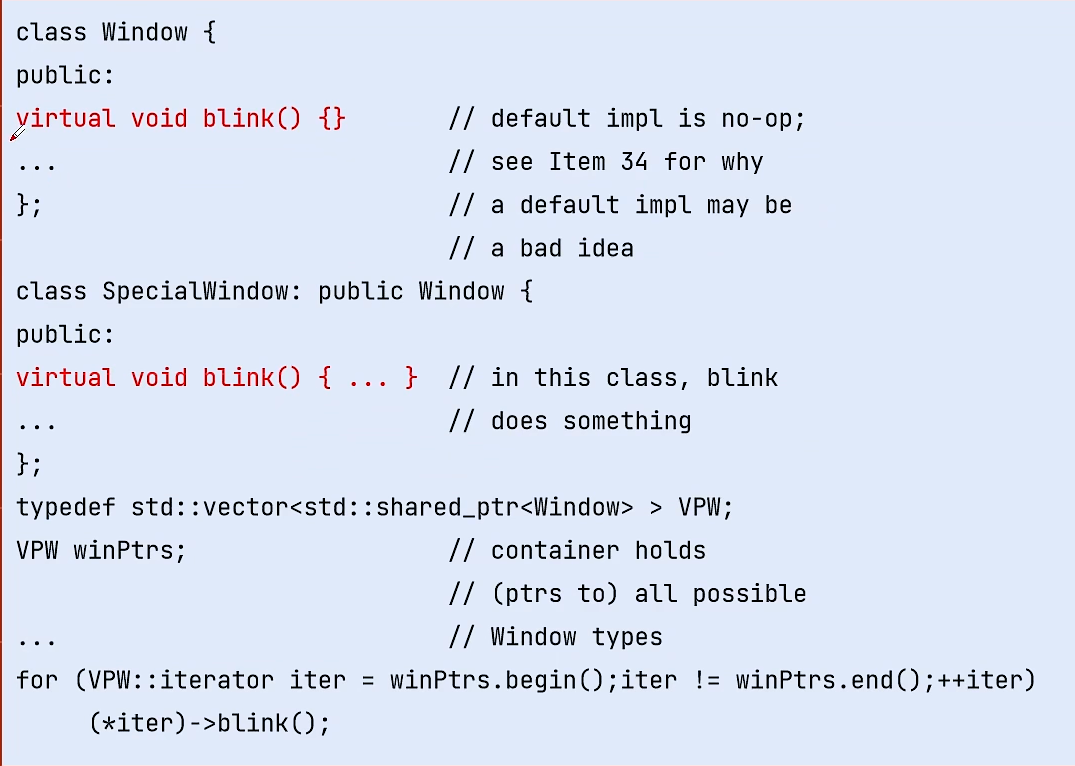 class Window {
public:
virtual void blink() {} // default impl is no-op;
... // see Item 34 for why
}; // a default impl may be
// a bad idea
class SpecialWindow: public Window {
public:
virtual void blink() { ... } // in this class, blink
... // does something
};
typedef std::vector<std::shared_ptr<Window> > VPW;
VPW winPtrs; // container holds
// (ptrs to) all possible
... // Window types
for (VPW::iterator iter = winPtrs.begin();iter != winPtrs.end();++iter)
(*iter)->blink();